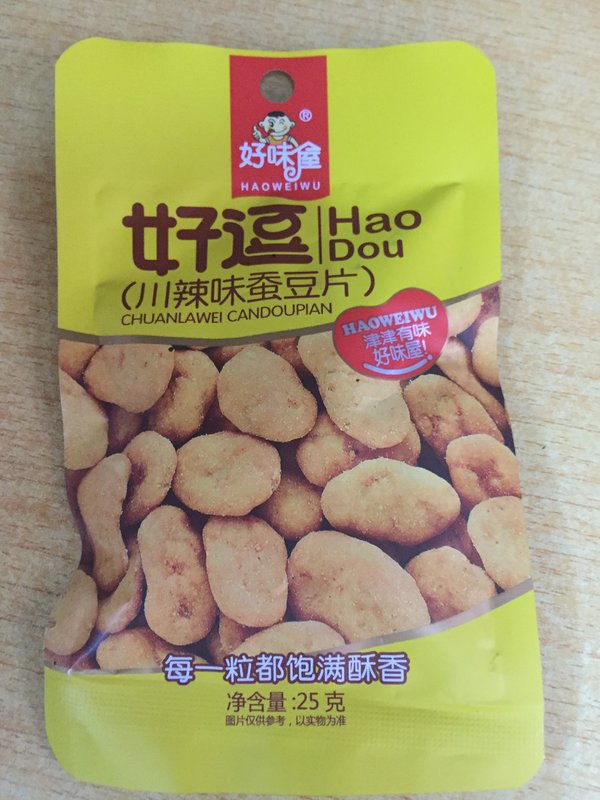 ®
好味屋
HAOWEIWU
好逗 Hao Dou
(川辣味蚕豆片)
CHUANLAWEI CANDOUPIAN
HAOWEIWU
津津有味
好味屋!
每一粒都饱满酥香
净含量:25 克
图片仅供参考，以实物为准